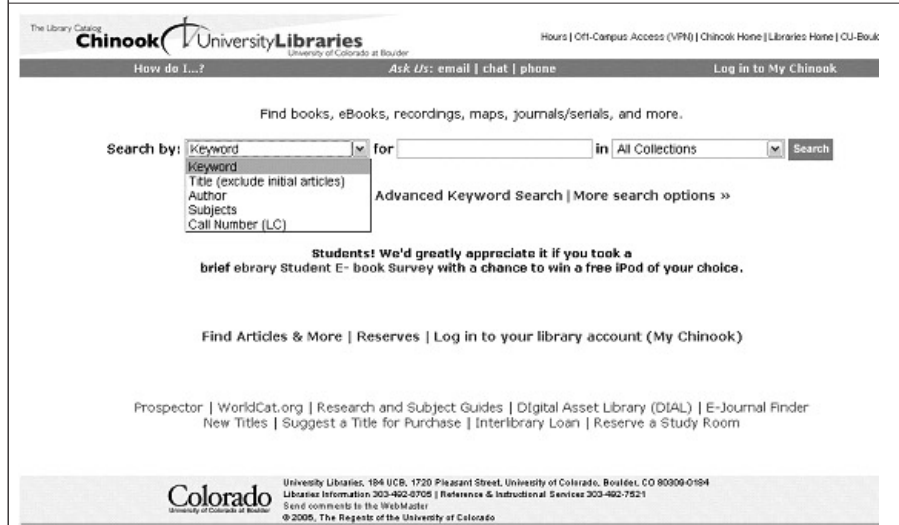 The Library Catalog
Chinook University Libraries
University of Colorado at Boulder
Hours | Off-Campus Access (VPN) | Chinook Home | Libraries Home | CU-Boul
How do I...? Ask Us: email | chat | phone Log in to My Chinook
Find books, eBooks, recordings, maps, journals/serials, and more.
Search by: Keyword for in All Collections Search
Keyword
Title (exclude initial articles)
Author
Subjects
Call Number (LC)
Advanced Keyword Search | More search options »
Students! We'd greatly appreciate it if you took a
brief ebrary Student E- book Survey with a chance to win a free iPod of your choice.
Find Articles & More | Reserves | Log in to your library account (My Chinook)
Prospector | WorldCat.org | Research and Subject Guides | DIgital Asset Library (DIAL) | E-Journal Finder
New Titles | Suggest a Title for Purchase | Interlibrary Loan | Reserve a Study Room
Colorado
University of Colorado at Boulder
University Libraries, 184 UCB, 1720 Pleasant Street, University of Colorado, Boulder, CO 80309-0184
Libraries Information 303-492-8705 | Reference & Instructional Services 303-492-7521
Send comments to the WebMaster
© 2005, The Regents of the University of Colorado